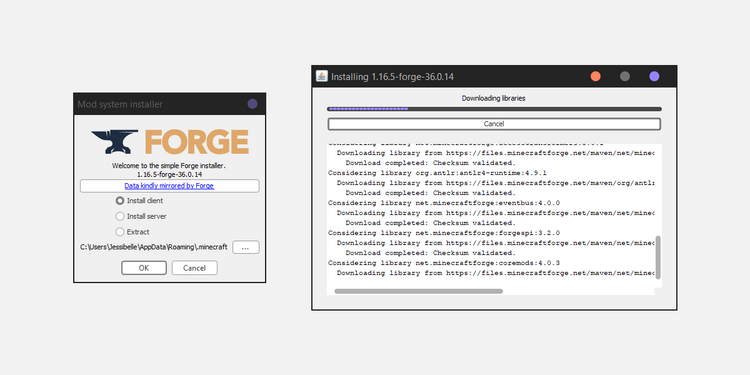 Mod system installer
FORGE
Welcome to the simple Forge installer.
1.16.5-forge-36.0.14
Data kindly mirrored by Forge
Install client
Install server
Extract
C:\Users\Jessibelle\AppData\Roaming\.minecraft
...
OK
Cancel
Installing 1.16.5-forge-36.0.14
Downloading libraries
Cancel
Considering library
Downloading library from https://files.minecraftforge.net/maven/net/minec
Download completed: Checksum validated.
Considering library org.antlr:antlr4-runtime:4.9.1
Downloading library from https://files.minecraftforge.net/maven/org/antl
Download completed: Checksum validated.
Considering library net.minecraftforge:eventbus:4.0.0
Downloading library from https://files.minecraftforge.net/maven/net/minec
Download completed: Checksum validated.
Considering library net.minecraftforge:forgespi:3.2.0
Downloading library from https://files.minecraftforge.net/maven/net/minec
Download completed: Checksum validated.
Considering library net.minecraftforge:coremods:4.0.3
Downloading library from https://files.minecraftforge.net/maven/net/minec